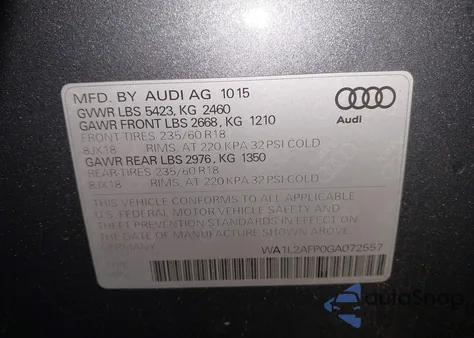 MFD. BY AUDI AG 10 15
GVWR LBS 5423, KG 2460
GAWR FRONT LBS 2668, KG 1210
FRONT-TIRES 235/60 R18
8JX18 RIMS, AT 220 KPA 32 PSI COLD
GAWR REAR LBS 2976, KG 1350
REAR-TIRES 235/60 R18
8JX18 RIMS, AT 220 KPA 32 PSI COLD
THIS VEHICLE CONFORMS TO ALL APPLICABLE
U.S. FEDERAL MOTOR VEHICLE SAFETY AND
THEFT PREVENTION STANDARDS IN EFFECT ON
THE DATE OF MANUFACTURE SHOWN ABOVE
GERMANY
WA1L2AFP0GA072557
Audi
autoSnap